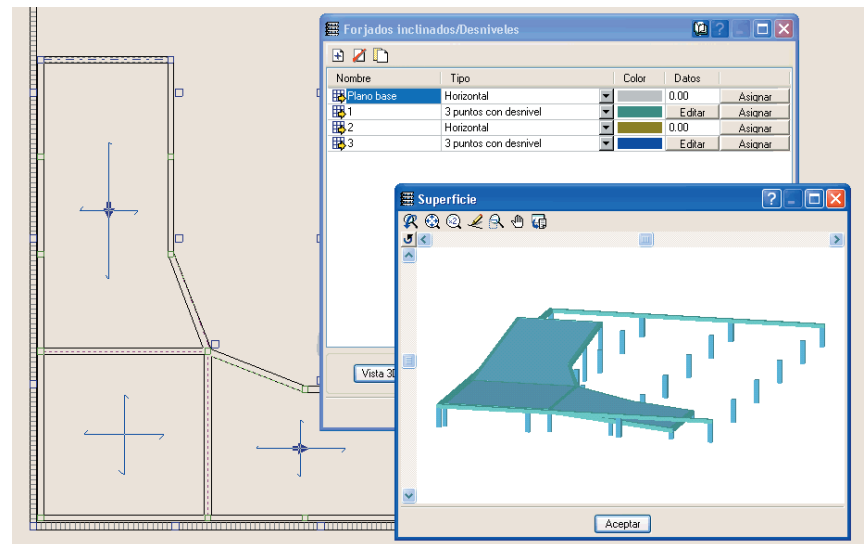 Forjados inclinados/Desniveles
Nombre Tipo Color Datos
Plano base Horizontal 0.00 Asignar
1 3 puntos con desnivel Editar Asignar
2 Horizontal 0.00 Asignar
3 3 puntos con desnivel Editar Asignar
Superficie
x2
Vista 3D
Aceptar